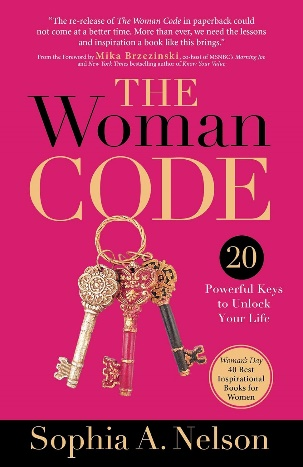 "The re-release of The Woman Code in paperback could
not come at a better time. More than ever, we need the lessons
and inspiration a book like this brings."
From the Foreword by Mika Brzezinski, co-host of MSNBC's Morning Joe
and New York Times bestselling author of Know Your Value
THE
Woman
CODE
20
Powerful Keys
to Unlock
Your Life
Woman's Day
40 Best
Inspirational
Books for
Women
Sophia A. Nelson